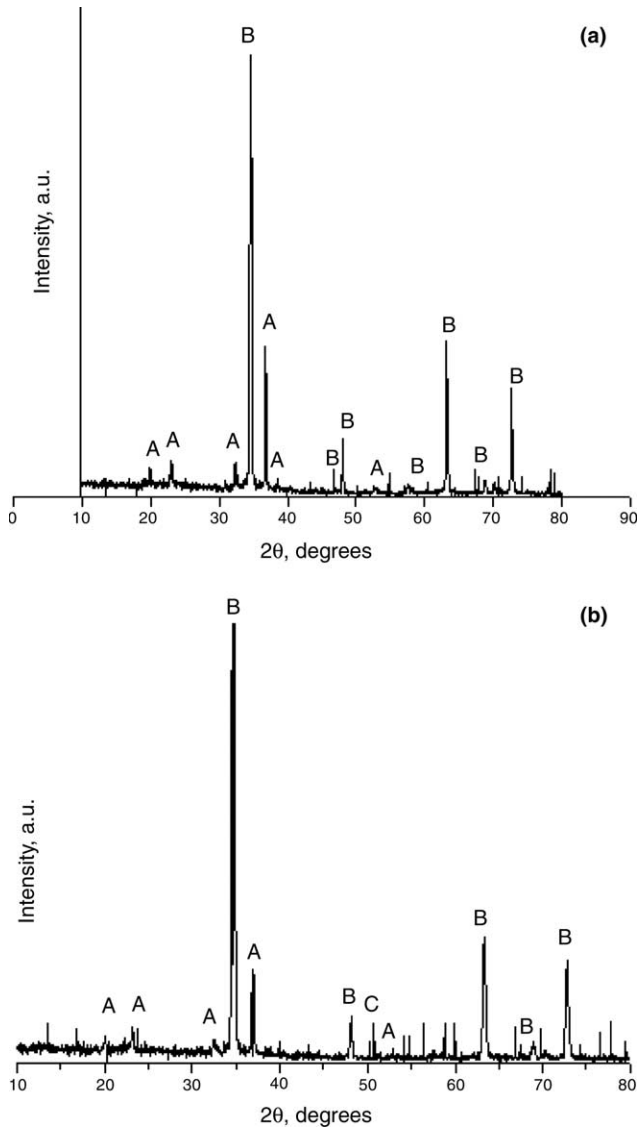 (a)
B
Intensity, a.u.
A
B
B
B
A A A A B A B B
0 10 20 30 40 50 60 70 80 90
2θ, degrees
(b)
B
Intensity, a.u.
B
B
A
B C
A A A A B
10 20 30 40 50 60 70 80
2θ, degrees